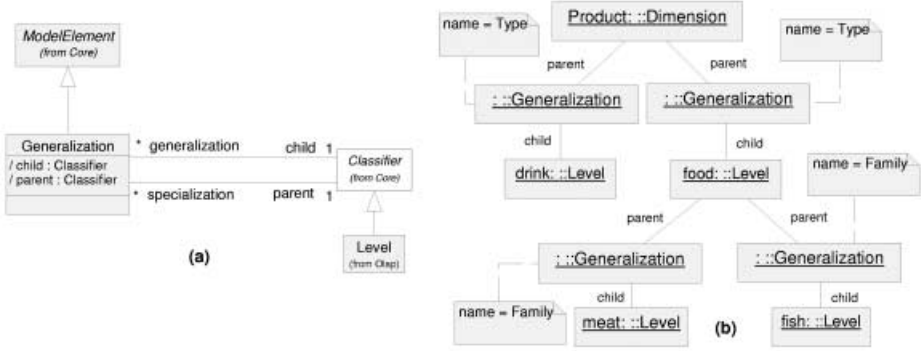 ModelElement
(from Core)
Generalization
/ child : Classifier
/ parent : Classifier
* generalization
child 1
* specialization
parent 1
Classifier
(from Core)
Level
(from Olap)
(a)
name = Type
Product: ::Dimension
name = Type
parent
parent
: ::Generalization
: ::Generalization
child
child
name = Family
drink: ::Level
food: ::Level
parent
parent
: ::Generalization
: ::Generalization
name = Family
child
child
meat: ::Level
(b)
fish: ::Level